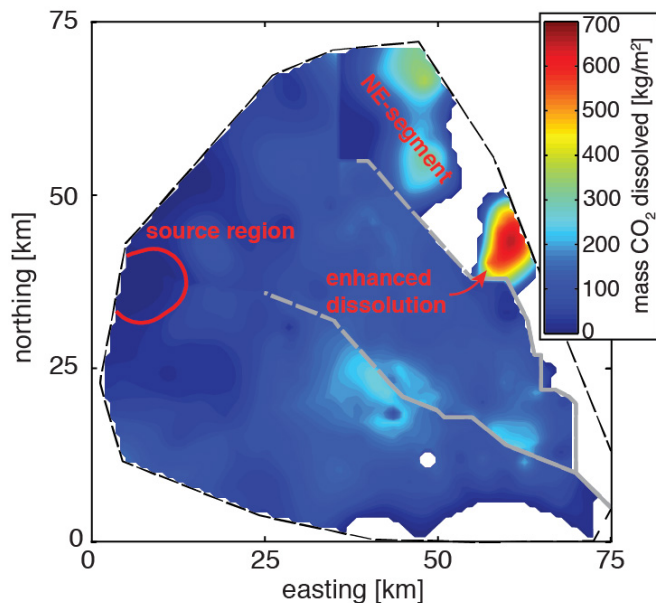 75
700
600
500
400
300
200
100
0
mass CO₂ dissolved [kg/m²]
NE-segment
50
source region
enhanced
dissolution
northing [km]
25
0
0
25
50
75
easting [km]